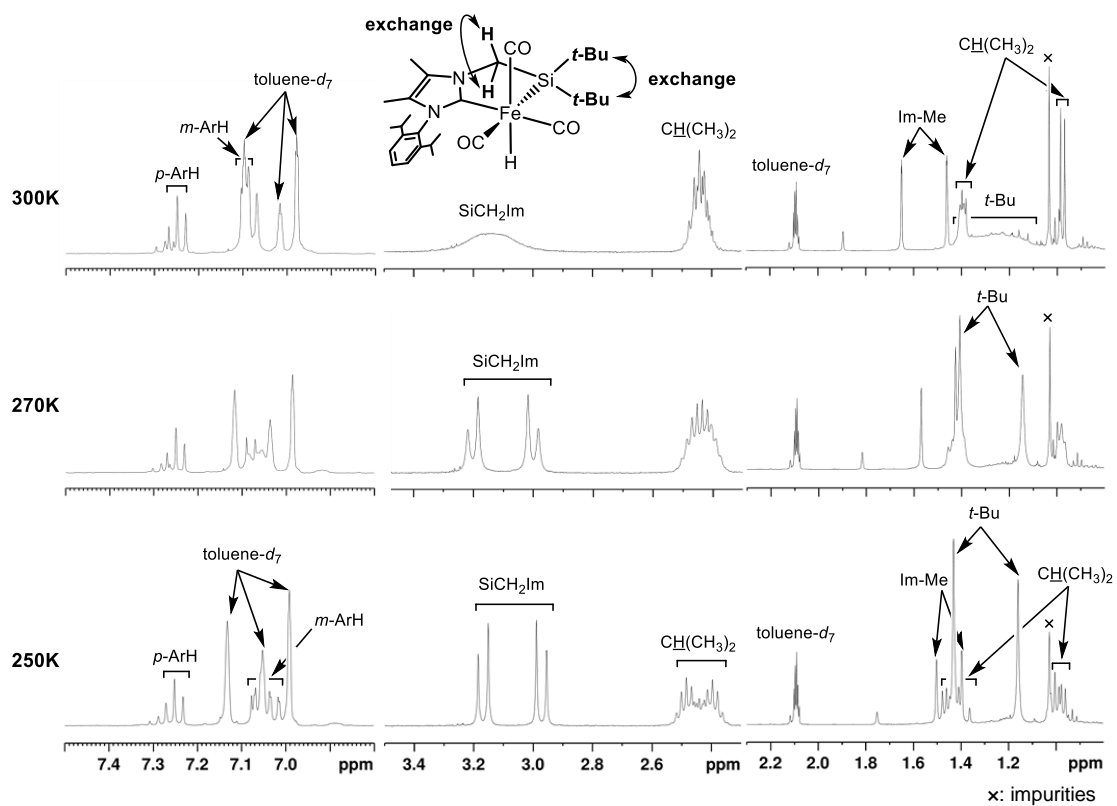 exchange
H
CO
toluene-d7
m-ArH
p-ArH
N
H
Si
t-Bu
t-Bu
exchange
N
Fe
OC
CO
H
CH(CH3)2
CH(CH3)2
×
Im-Me
toluene-d7
t-Bu
300K
SiCH2Im
270K
SiCH2Im
t-Bu
×
250K
toluene-d7
m-ArH
p-ArH
SiCH2Im
CH(CH3)2
toluene-d7
t-Bu
Im-Me
CH(CH3)2
×
7.4 7.3 7.2 7.1 7.0 ppm
3.4 3.2 3.0 2.8 2.6 ppm
2.2 2.0 1.8 1.6 1.4 1.2 ppm
×: impurities